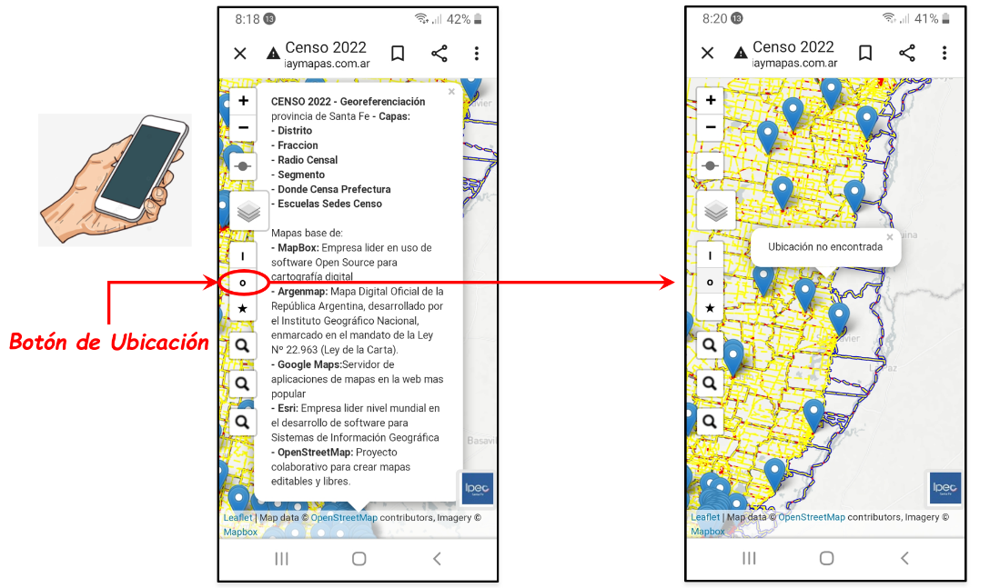 8:18 13 42%
Censo 2022
iaymapas.com.ar
+
−
CENSO 2022 - Georeferenciación
provincia de Santa Fe - Capas:
- Distrito
- Fraccion
- Radio Censal
- Segmento
- Donde Censa Prefectura
- Escuelas Sedes Censo
Mapas base de:
- MapBox: Empresa lider en uso de
software Open Source para
cartografía digital
- Argenmap: Mapa Digital Oficial de la
República Argentina, desarrollado por
el Instituto Geográfico Nacional,
enmarcado en el mandato de la Ley
Nº 22.963 (Ley de la Carta).
- Google Maps:Servidor de
aplicaciones de mapas en la web mas
popular
- Esri: Empresa lider nivel mundial en
el desarrollo de software para
Sistemas de Información Geográfica
- OpenStreetMap: Proyecto
colaborativo para crear mapas
editables y libres.
I
o
★
Basavil
Ipec
Leaflet | Map data © OpenStreetMap contributors, Imagery ©
Mapbox
Botón de Ubicación
8:20 13 41%
Censo 2022
iaymapas.com.ar
+
−
Ubicación no encontrada
I
o
★
Ipec
Leaflet | Map data © OpenStreetMap contributors, Imagery ©
Mapbox